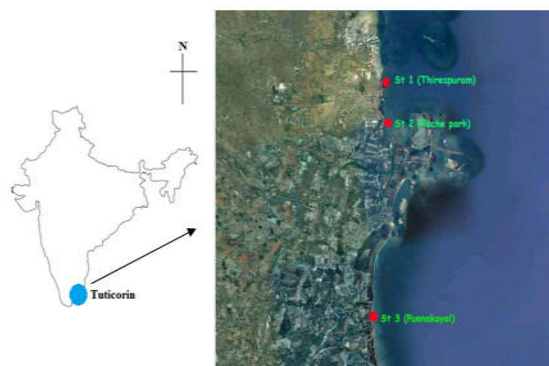 N
St 1 (Thirespuram)
St 2 (Roche park)
Tuticorin
St 3 (Punnakayal)